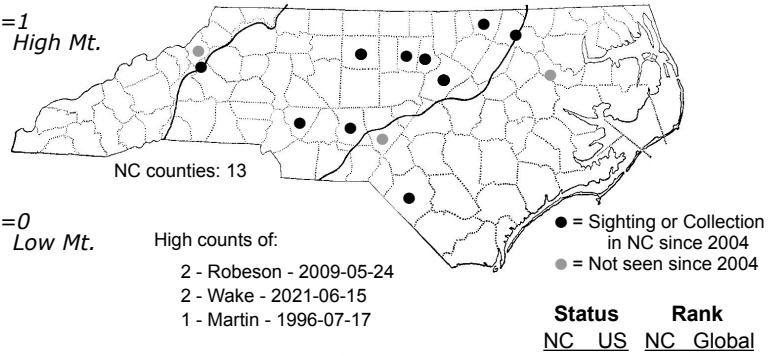 =1
High Mt.
NC counties: 13
=0
Low Mt.
High counts of:
2 - Robeson - 2009-05-24
2 - Wake - 2021-06-15
1 - Martin - 1996-07-17
= Sighting or Collection
in NC since 2004
= Not seen since 2004
Status Rank
NC US NC Global